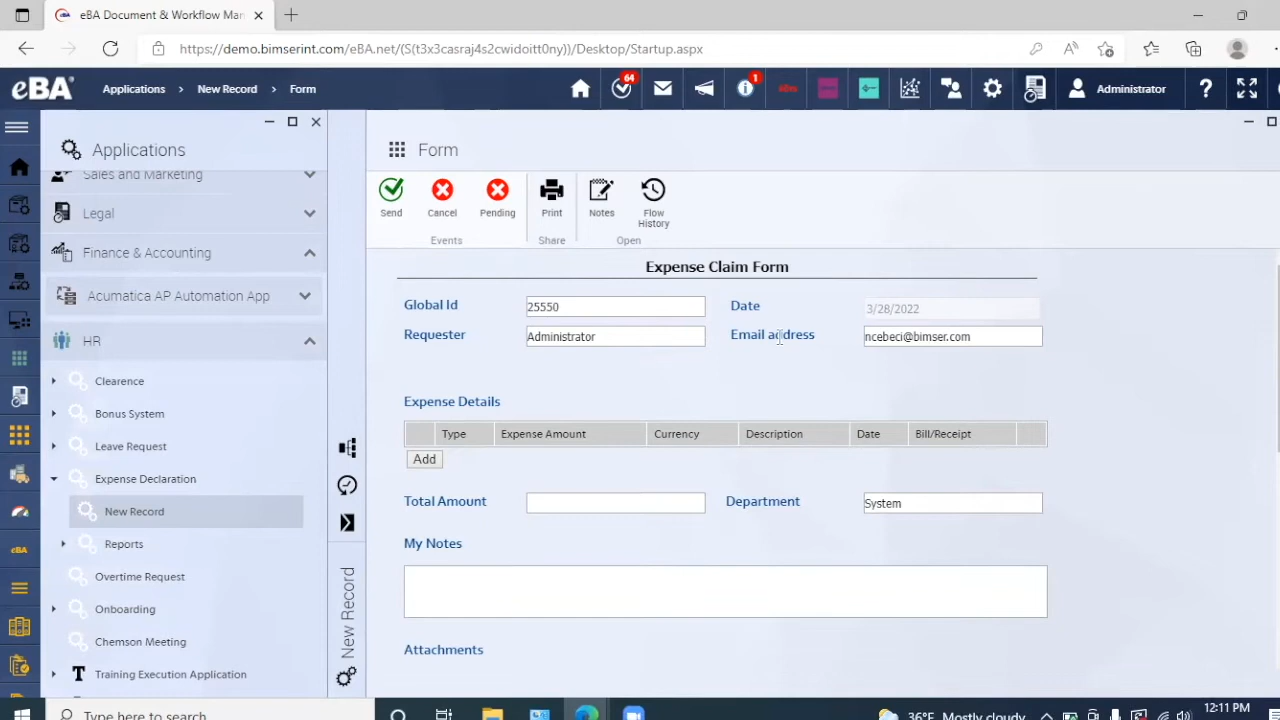 eBA Document & Workflow Mar
https://demo.bimserint.com/eBA.net/(S(t3x3casraj4s2cwidoitt0ny))/Desktop/Startup.aspx
eBA Applications > New Record > Form 64 1 Administrator ?
Applications
Form
Sales and Marketing
Legal
Finance & Accounting
Acumatica AP Automation App
HR
Clearence
Bonus System
Leave Request
Expense Declaration
New Record
Reports
Overtime Request
Onboarding
Chemson Meeting
Training Execution Application
eBA
New Record
Send Cancel Pending Print Notes Flow History
Events Share Open
Expense Claim Form
Global Id 25550 Date 3/28/2022
Requester Administrator Email address ncebeci@bimser.com
Expense Details
Type Expense Amount Currency Description Date Bill/Receipt
Add
Total Amount Department System
My Notes
Attachments
Type here to search 36°F Mostly cloudy 12:11 PM